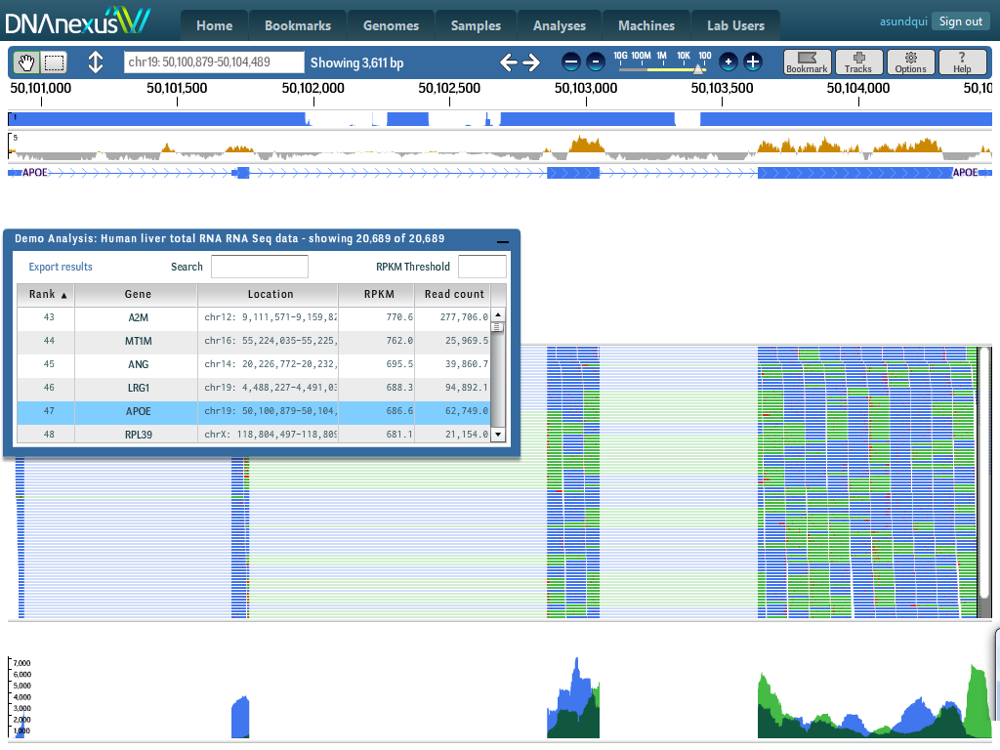 DNAnexus
Home Bookmarks Genomes Samples Analyses Machines Lab Users
asundqui Sign out
chr19: 50,100,879-50,104,489 Showing 3,611 bp
10G 100M 1M 10K 100
Bookmark Tracks Options Help
50,101,000 50,101,500 50,102,000 50,102,500 50,103,000 50,103,500 50,104,000 50,10
1
5
APOE APOE
Demo Analysis: Human liver total RNA RNA Seq data - showing 20,689 of 20,689
Export results Search RPKM Threshold
Rank ▲ Gene Location RPKM Read count
43 A2M chr12: 9,111,571-9,159,82 770.6 277,706.0
44 MT1M chr16: 55,224,035-55,225, 762.0 25,969.5
45 ANG chr14: 20,226,772-20,232, 695.5 39,860.7
46 LRG1 chr19: 4,488,227-4,491,03 688.3 94,892.1
47 APOE chr19: 50,100,879-50,104, 686.6 62,749.0
48 RPL39 chrX: 118,804,497-118,809 681.1 21,154.0
7,000
6,000
5,000
4,000
3,000
2,000
1,000